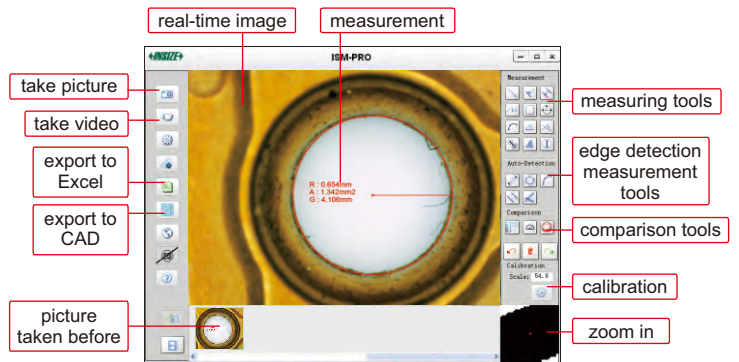 real-time image
measurement
INSIZE
ISM-PRO
take picture
take video
export to
Excel
export to
CAD
picture
taken before
R : 0.654mm
A : 1.342mm2
G : 4.106mm
Measurement
Auto-Detection
Comparison
Calibration
Scale: 54.8
measuring tools
edge detection
measurement
tools
comparison tools
calibration
zoom in